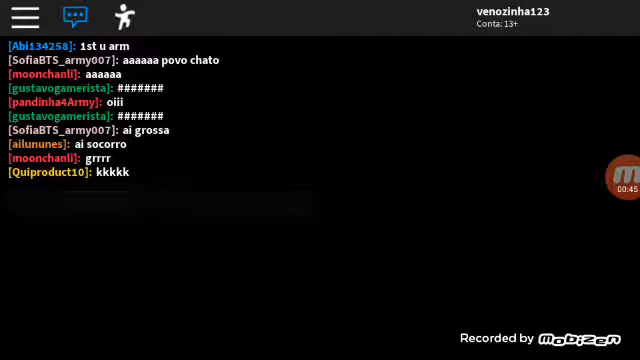 venozinha123
Conta: 13+
[Abi134258]: 1st u arm
[SofiaBTS_army007]: aaaaaa povo chato
[moonchanli]: aaaaaa
[gustavogamerista]: #######
[pandinha4Army]: oiii
[gustavogamerista]: #######
[SofiaBTS_army007]: ai grossa
[ailununes]: ai socorro
[moonchanli]: grrrr
[Quiproduct10]: kkkkk
00:45
Recorded by Mobizen